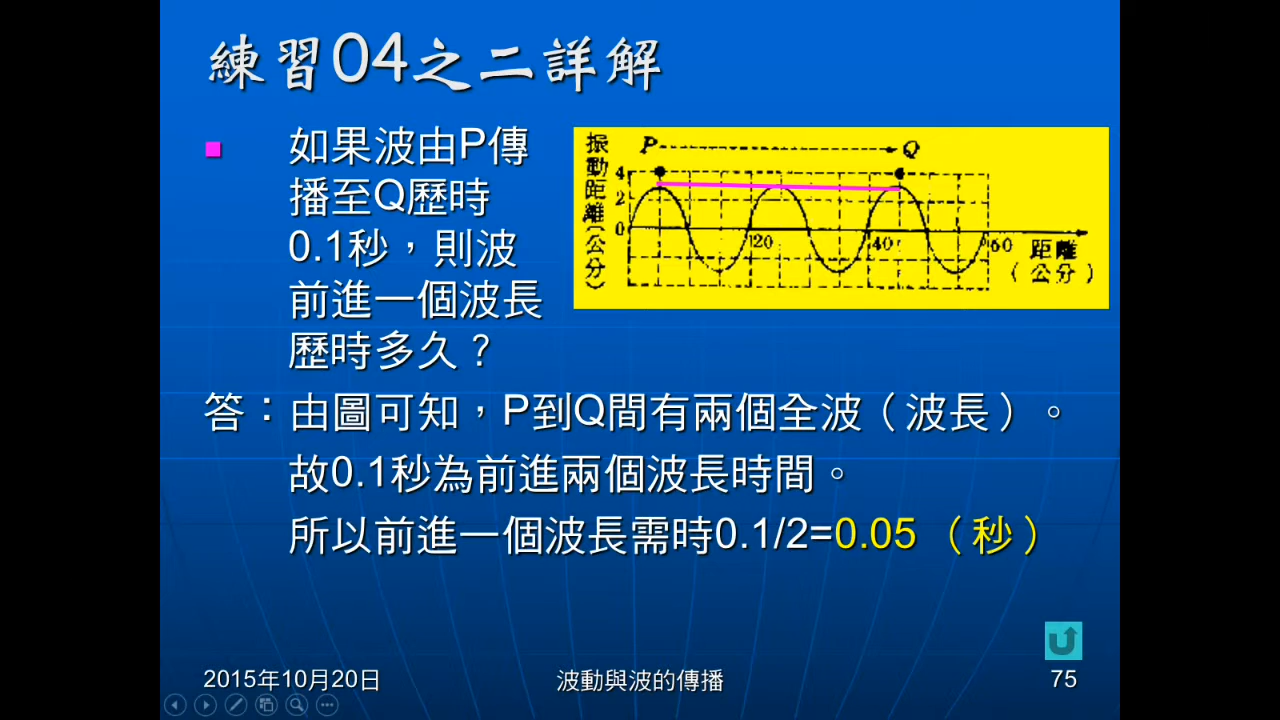 練習04之二詳解
如果波由P傳
播至Q歷時
0.1秒，則波
前進一個波長
歷時多久？
振動距離（公分）
P
Q
4
2
0
20
40
60
距離
（公分）
答：由圖可知，P到Q間有兩個全波（波長）。
故0.1秒為前進兩個波長時間。
所以前進一個波長需時0.1/2=0.05（秒）
2015年10月20日
波動與波的傳播
75